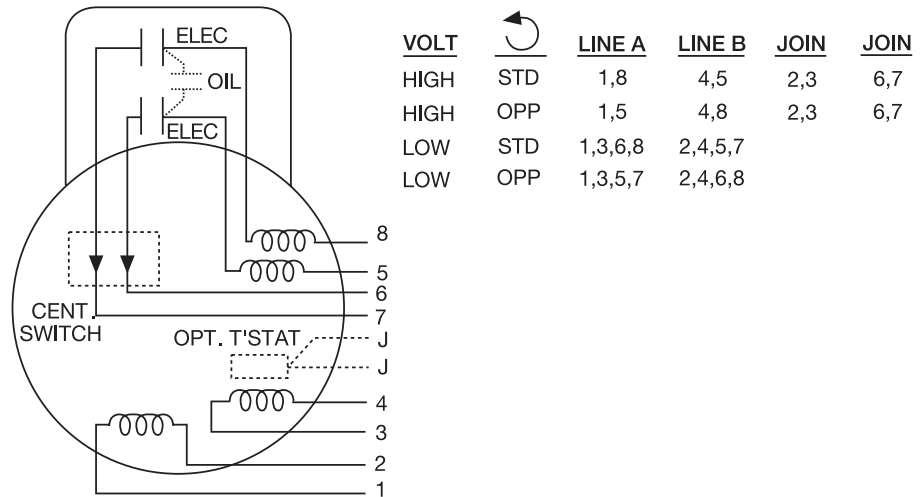 ELEC
OIL
ELEC
8
5
6
7
CENT.
SWITCH
OPT. T'STAT
J
J
4
3
2
1
VOLT LINE A LINE B JOIN JOIN
HIGH STD 1,8 4,5 2,3 6,7
HIGH OPP 1,5 4,8 2,3 6,7
LOW STD 1,3,6,8 2,4,5,7
LOW OPP 1,3,5,7 2,4,6,8